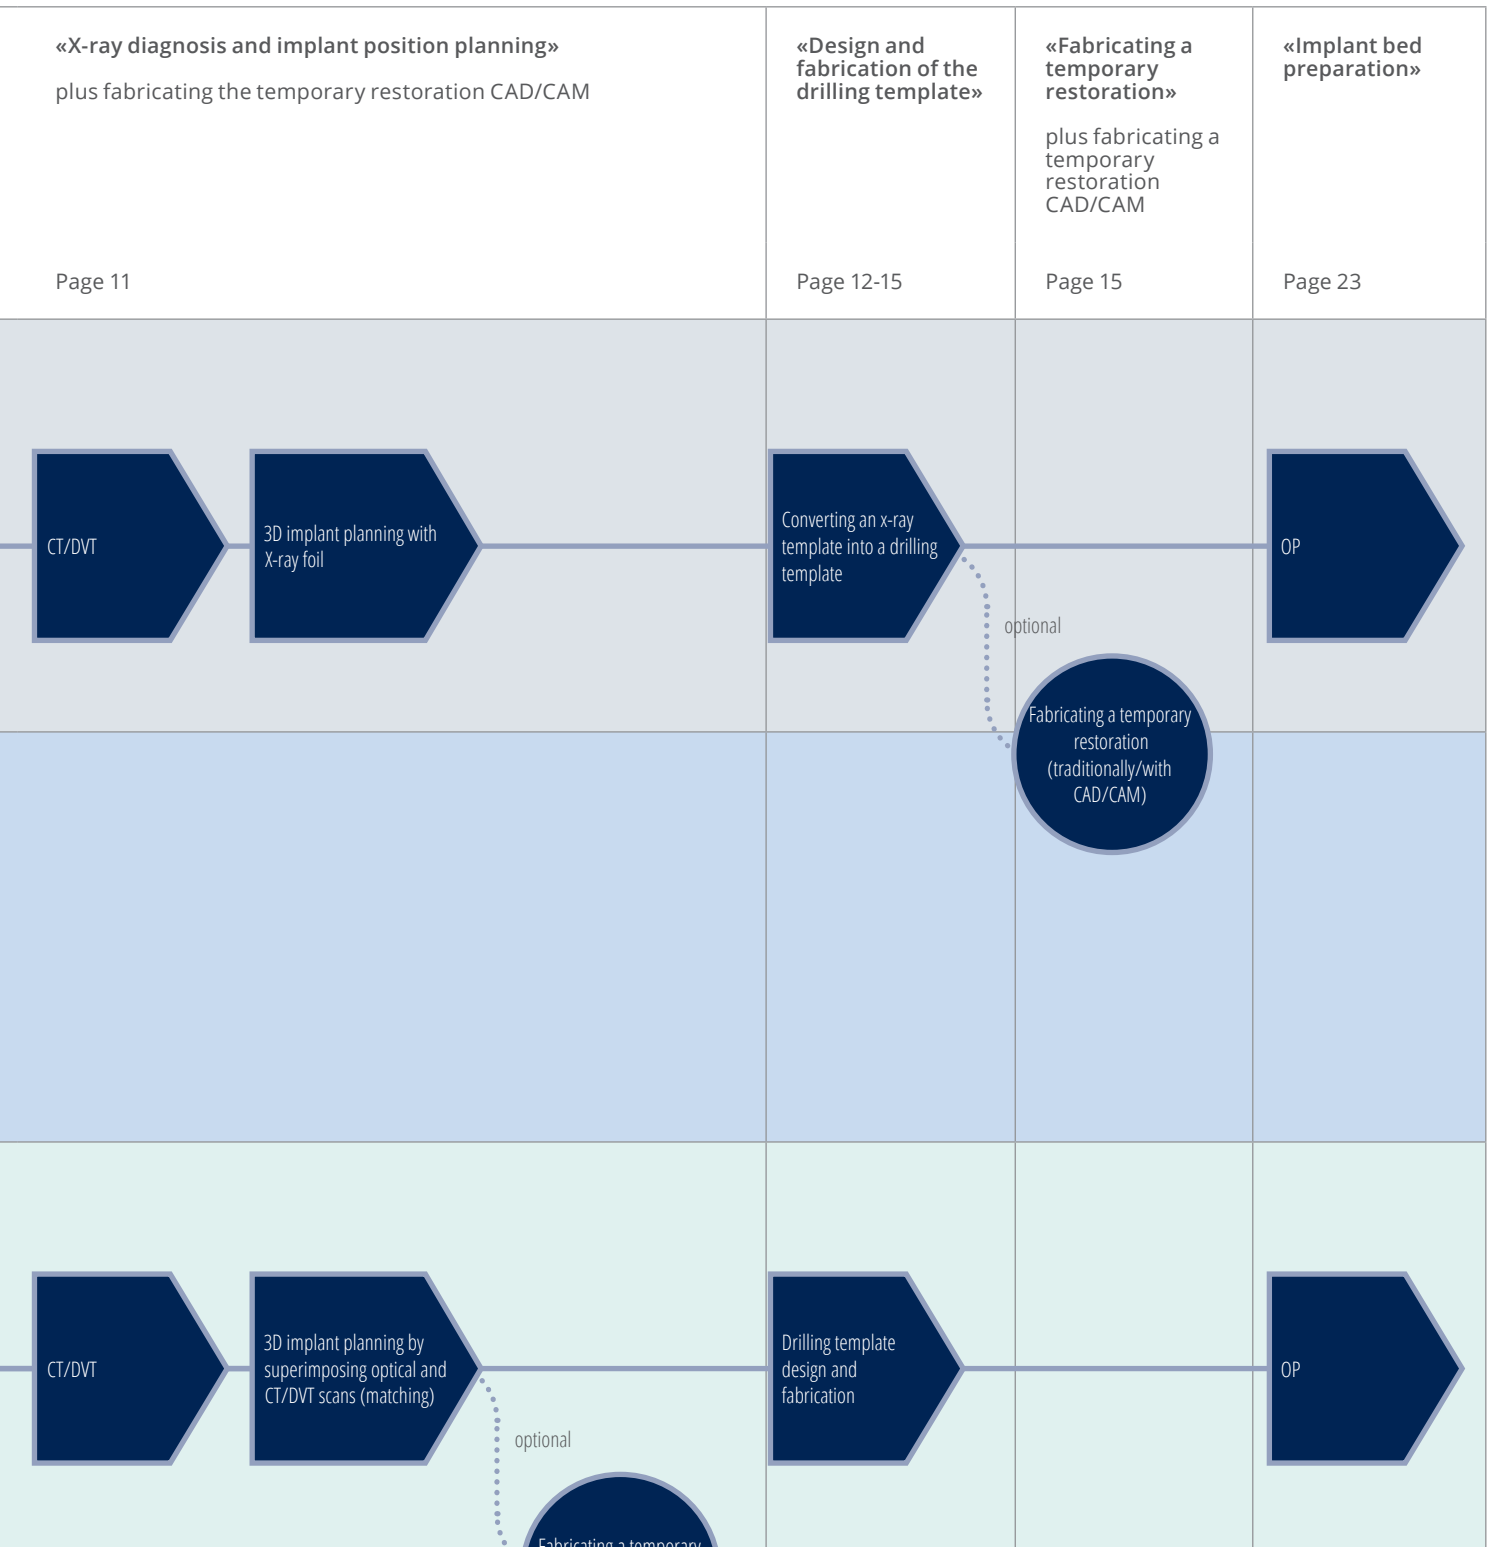 «X-ray diagnosis and implant position planning»
plus fabricating the temporary restoration CAD/CAM
Page 11
«Design and
fabrication of the
drilling template»
Page 12-15
«Fabricating a
temporary
restoration»
plus fabricating a
temporary
restoration
CAD/CAM
Page 15
«Implant bed
preparation»
Page 23
CT/DVT
3D implant planning with
X-ray foil
Converting an x-ray
template into a drilling
template
optional
Fabricating a temporary
restoration
(traditionally/with
CAD/CAM)
OP
CT/DVT
3D implant planning by
superimposing optical and
CT/DVT scans (matching)
optional
Fabricating a temporary
Drilling template
design and
fabrication
OP